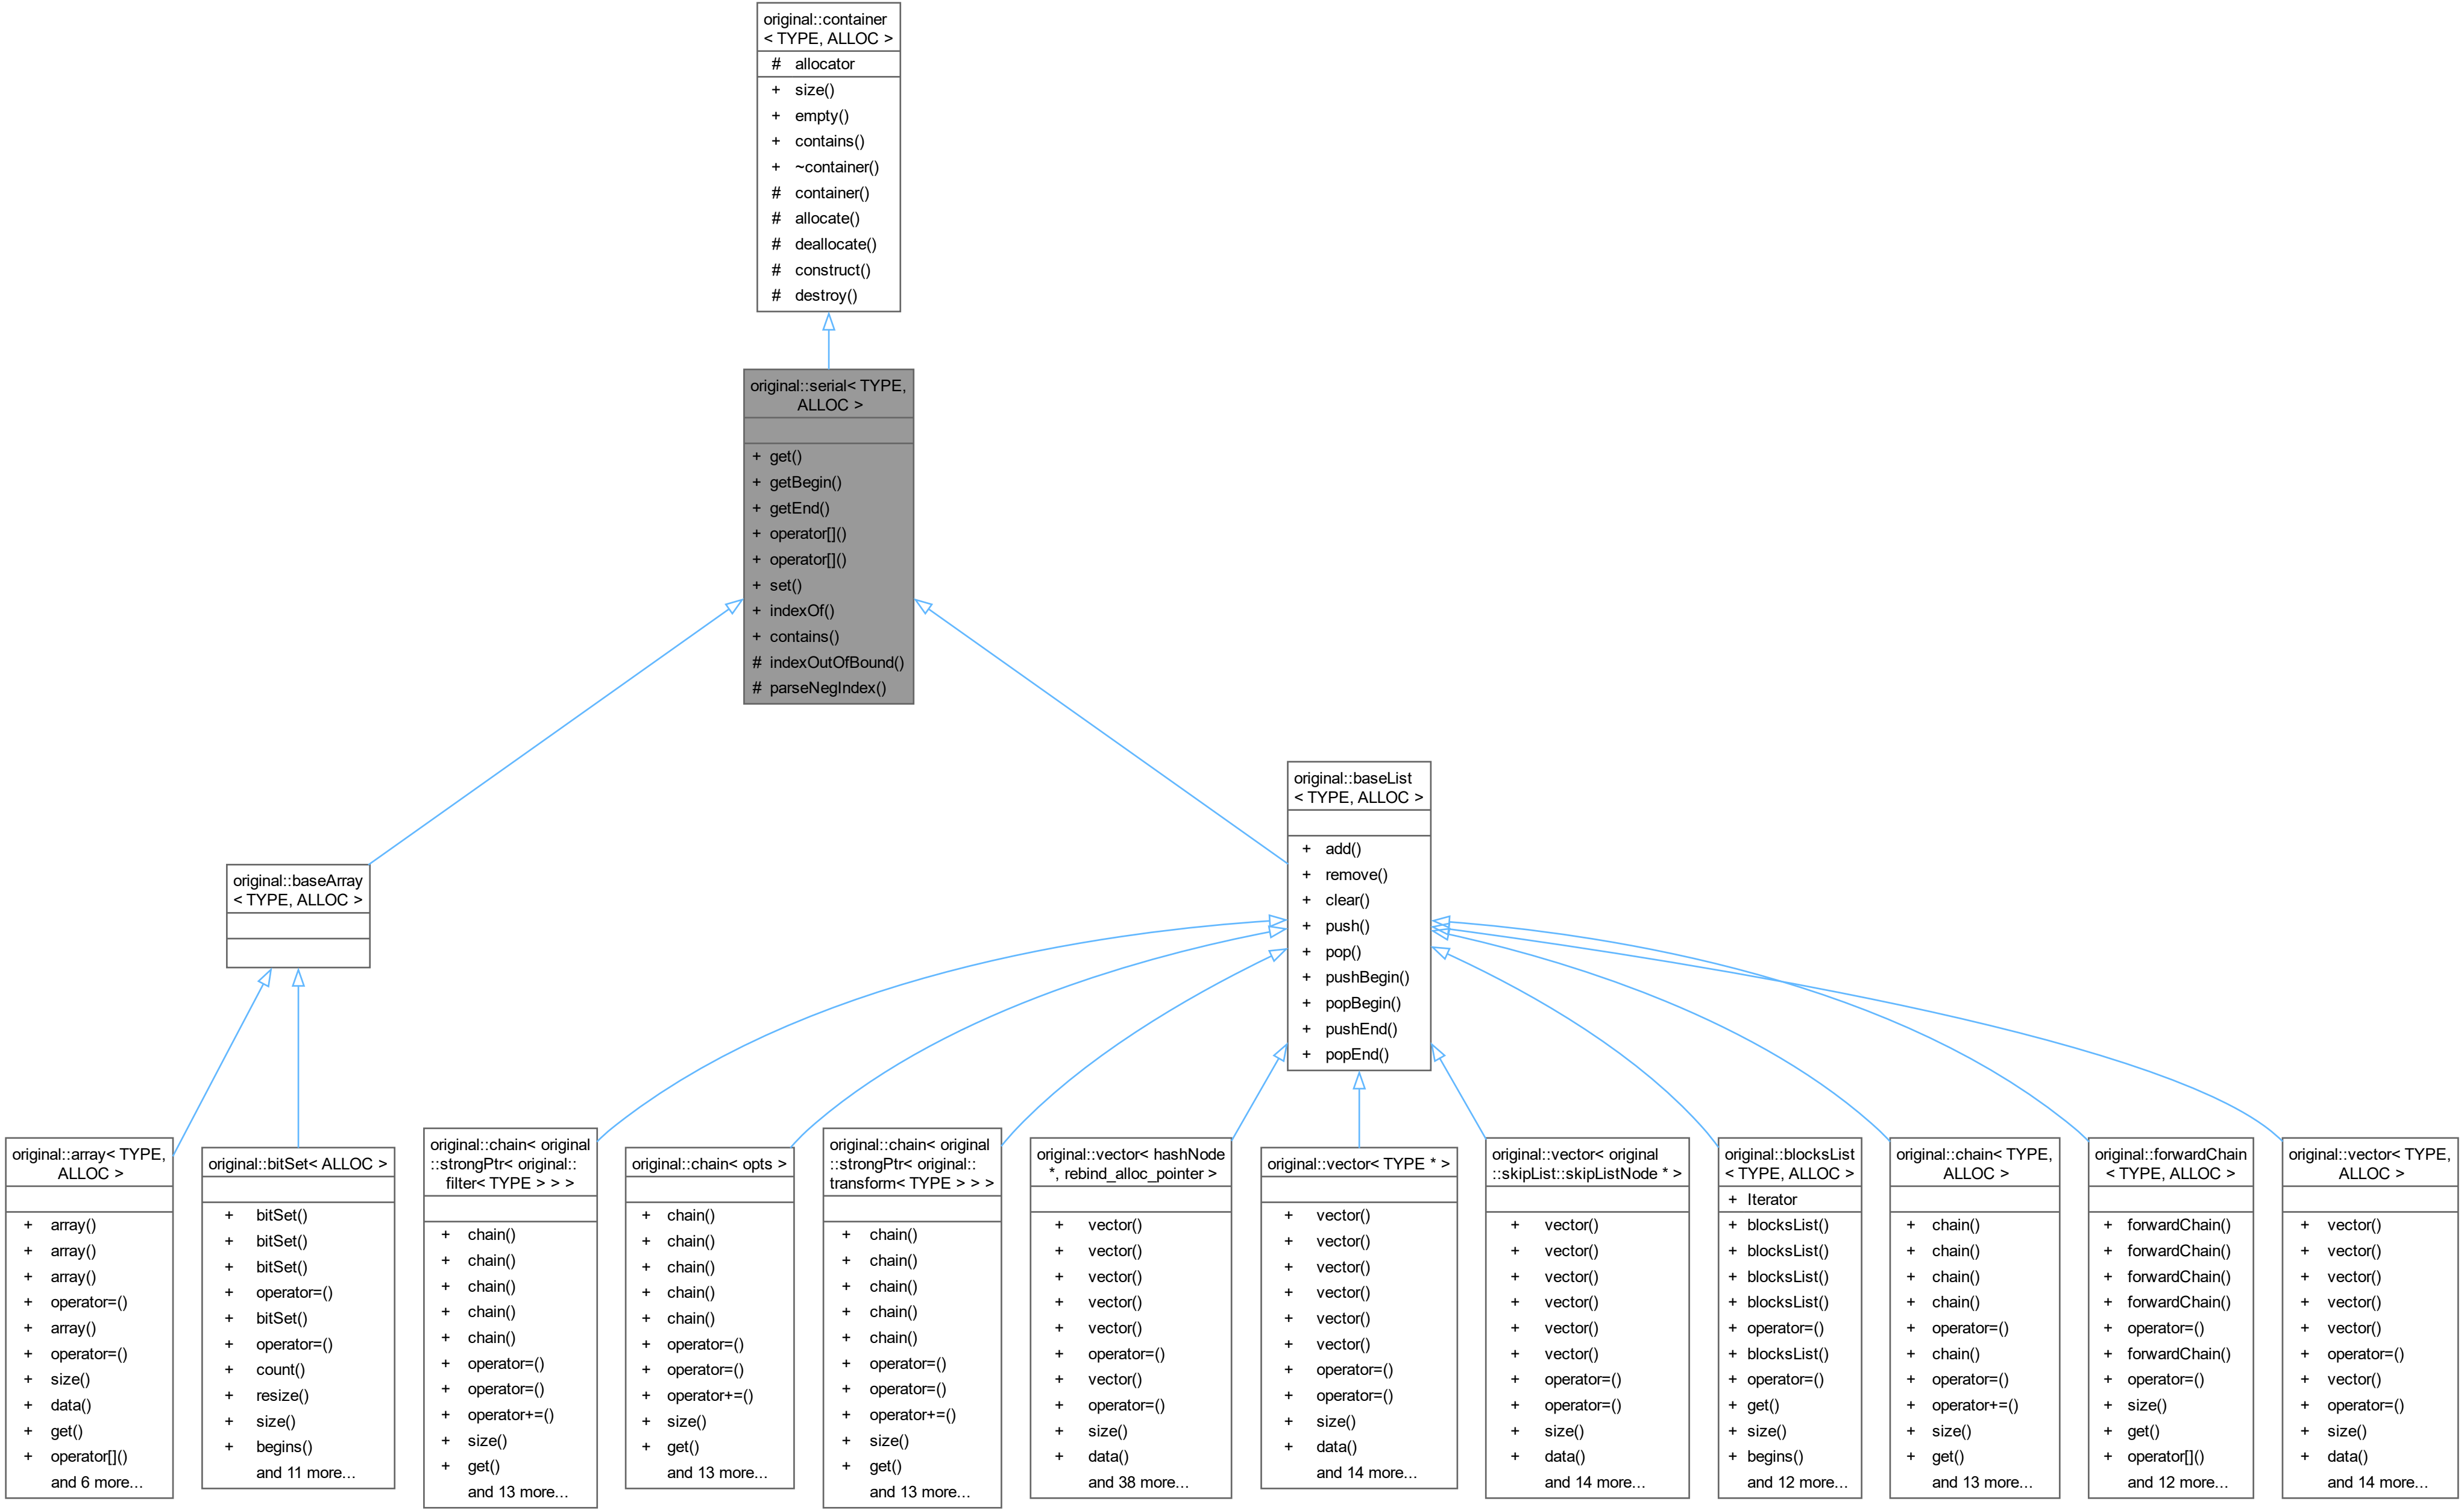 original::container
< TYPE, ALLOC >
# allocator
+ size()
+ empty()
+ contains()
+ ~container()
# container()
# allocate()
# deallocate()
# construct()
# destroy()
original::serial< TYPE,
ALLOC >
+ get()
+ getBegin()
+ getEnd()
+ operator[]()
+ operator[]()
+ set()
+ indexOf()
+ contains()
# indexOutOfBound()
# parseNegIndex()
original::baseArray
< TYPE, ALLOC >
original::baseList
< TYPE, ALLOC >
+ add()
+ remove()
+ clear()
+ push()
+ pop()
+ pushBegin()
+ popBegin()
+ pushEnd()
+ popEnd()
original::array< TYPE,
ALLOC >
+ array()
+ array()
+ array()
+ operator=()
+ array()
+ operator=()
+ size()
+ data()
+ get()
+ operator[]()
and 6 more...
original::bitSet< ALLOC >
+ bitSet()
+ bitSet()
+ bitSet()
+ operator=()
+ bitSet()
+ operator=()
+ count()
+ resize()
+ size()
+ begins()
and 11 more...
original::chain< original
::strongPtr< original::
filter< TYPE > > >
+ chain()
+ chain()
+ chain()
+ chain()
+ chain()
+ operator=()
+ operator=()
+ operator+=()
+ size()
+ get()
and 13 more...
original::chain< opts >
+ chain()
+ chain()
+ chain()
+ chain()
+ chain()
+ operator=()
+ operator=()
+ operator+=()
+ size()
+ get()
and 13 more...
original::chain< original
::strongPtr< original::
transform< TYPE > > >
+ chain()
+ chain()
+ chain()
+ chain()
+ chain()
+ operator=()
+ operator=()
+ operator+=()
+ size()
+ get()
and 13 more...
original::vector< hashNode
*, rebind_alloc_pointer >
+ vector()
+ vector()
+ vector()
+ vector()
+ vector()
+ operator=()
+ vector()
+ operator=()
+ size()
+ data()
and 38 more...
original::vector< TYPE * >
+ vector()
+ vector()
+ vector()
+ vector()
+ vector()
+ vector()
+ operator=()
+ operator=()
+ size()
+ data()
and 14 more...
original::vector< original
::skipList::skipListNode * >
+ vector()
+ vector()
+ vector()
+ vector()
+ vector()
+ vector()
+ operator=()
+ operator=()
+ size()
+ data()
and 14 more...
original::blocksList
< TYPE, ALLOC >
+ Iterator
+ blocksList()
+ blocksList()
+ blocksList()
+ blocksList()
+ operator=()
+ blocksList()
+ operator=()
+ get()
+ size()
+ begins()
and 12 more...
original::chain< TYPE,
ALLOC >
+ chain()
+ chain()
+ chain()
+ chain()
+ operator=()
+ chain()
+ operator=()
+ operator+=()
+ size()
+ get()
and 13 more...
original::forwardChain
< TYPE, ALLOC >
+ forwardChain()
+ forwardChain()
+ forwardChain()
+ forwardChain()
+ operator=()
+ forwardChain()
+ operator=()
+ size()
+ get()
+ operator[]()
and 12 more...
original::vector< TYPE,
ALLOC >
+ vector()
+ vector()
+ vector()
+ vector()
+ vector()
+ operator=()
+ vector()
+ operator=()
+ size()
+ data()
and 14 more...